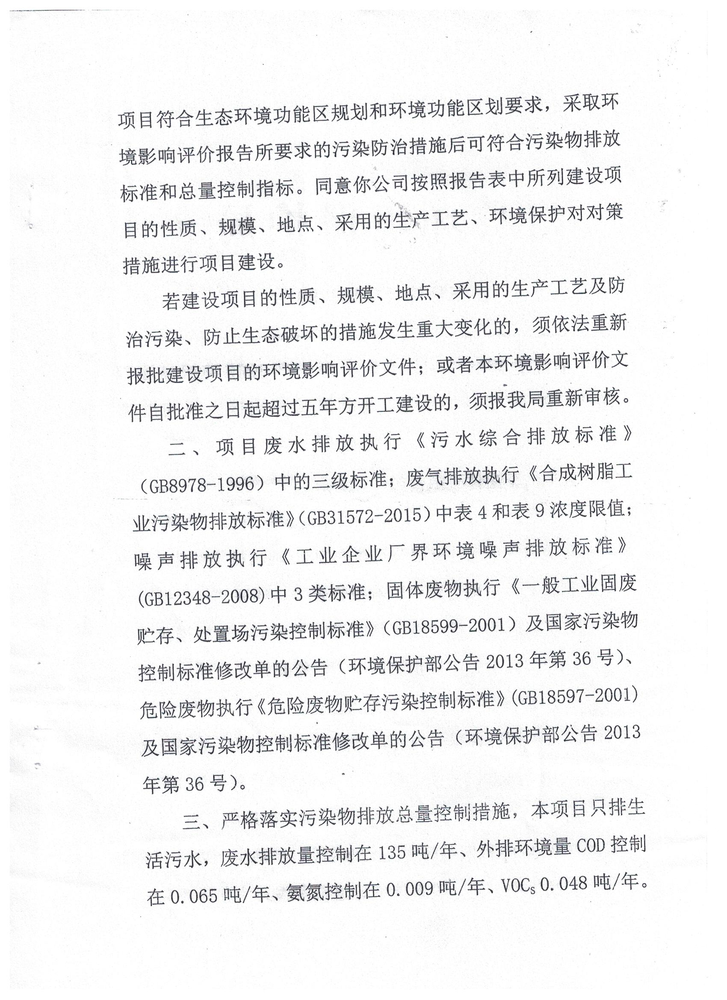 项目符合生态环境功能区规划和环境功能区划要求，采取环
境影响评价报告所要求的污染防治措施后可符合污染物排放
标准和总量控制指标。同意你公司按照报告表中所列建设项
目的性质、规模、地点、采用的生产工艺、环境保护对对策
措施进行项目建设。
若建设项目的性质、规模、地点、采用的生产工艺及防
治污染、防止生态破坏的措施发生重大变化的，须依法重新
报批建设项目的环境影响评价文件；或者本环境影响评价文
件自批准之日起超过五年方开工建设的，须报我局重新审核。
二、项目废水排放执行《污水综合排放标准》
（GB8978-1996）中的三级标准；废气排放执行《合成树脂工
业污染物排放标准》（GB31572-2015）中表 4 和表 9 浓度限值；
噪声排放执行《工业企业厂界环境噪声排放标准》
(GB12348-2008)中 3 类标准；固体废物执行《一般工业固废
贮存、处置场污染控制标准》（GB18599-2001）及国家污染物
控制标准修改单的公告（环境保护部公告 2013 年第 36 号）、
危险废物执行《危险废物贮存污染控制标准》(GB18597-2001)
及国家污染物控制标准修改单的公告（环境保护部公告 2013
年第 36 号）。
三、严格落实污染物排放总量控制措施，本项目只排生
活污水，废水排放量控制在 135 吨/年、外排环境量 COD 控制
在 0.065 吨/年、氨氮控制在 0.009 吨/年、VOCs 0.048 吨/年。